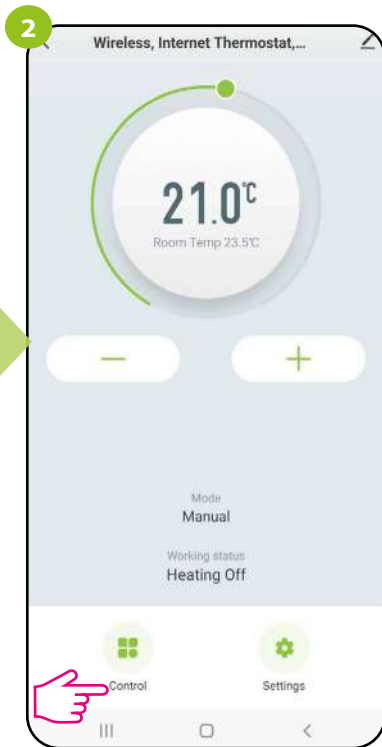 2
Wireless, Internet Thermostat,...
21.0℃
Room Temp 23.5℃
Mode
Manual
Working status
Heating Off
Control
Settings